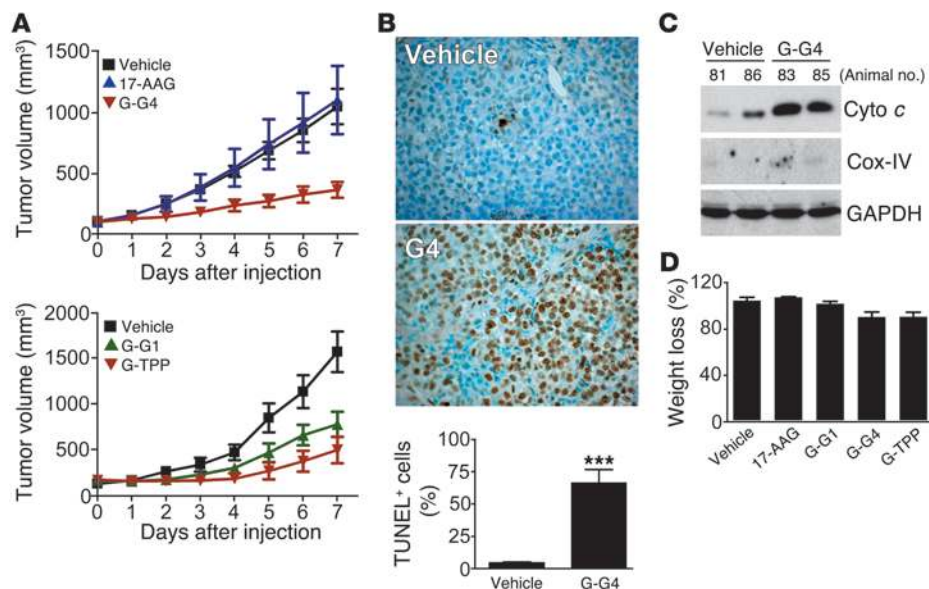 A
Tumor volume (mm³)
1500
1000
500
0
Vehicle
17-AAG
G-G4
0 1 2 3 4 5 6 7
Days after injection
Tumor volume (mm³)
2000
1500
1000
500
0
Vehicle
G-G1
G-TPP
0 1 2 3 4 5 6 7
Days after injection
B
Vehicle
G4
TUNEL⁺ cells
(%)
100
75
50
25
0
***
Vehicle G-G4
C
Vehicle G-G4
81 86 83 85 (Animal no.)
Cyto c
Cox-IV
GAPDH
D
Weight loss (%)
120
80
40
0
Vehicle
17-AAG
G-G1
G-G4
G-TPP